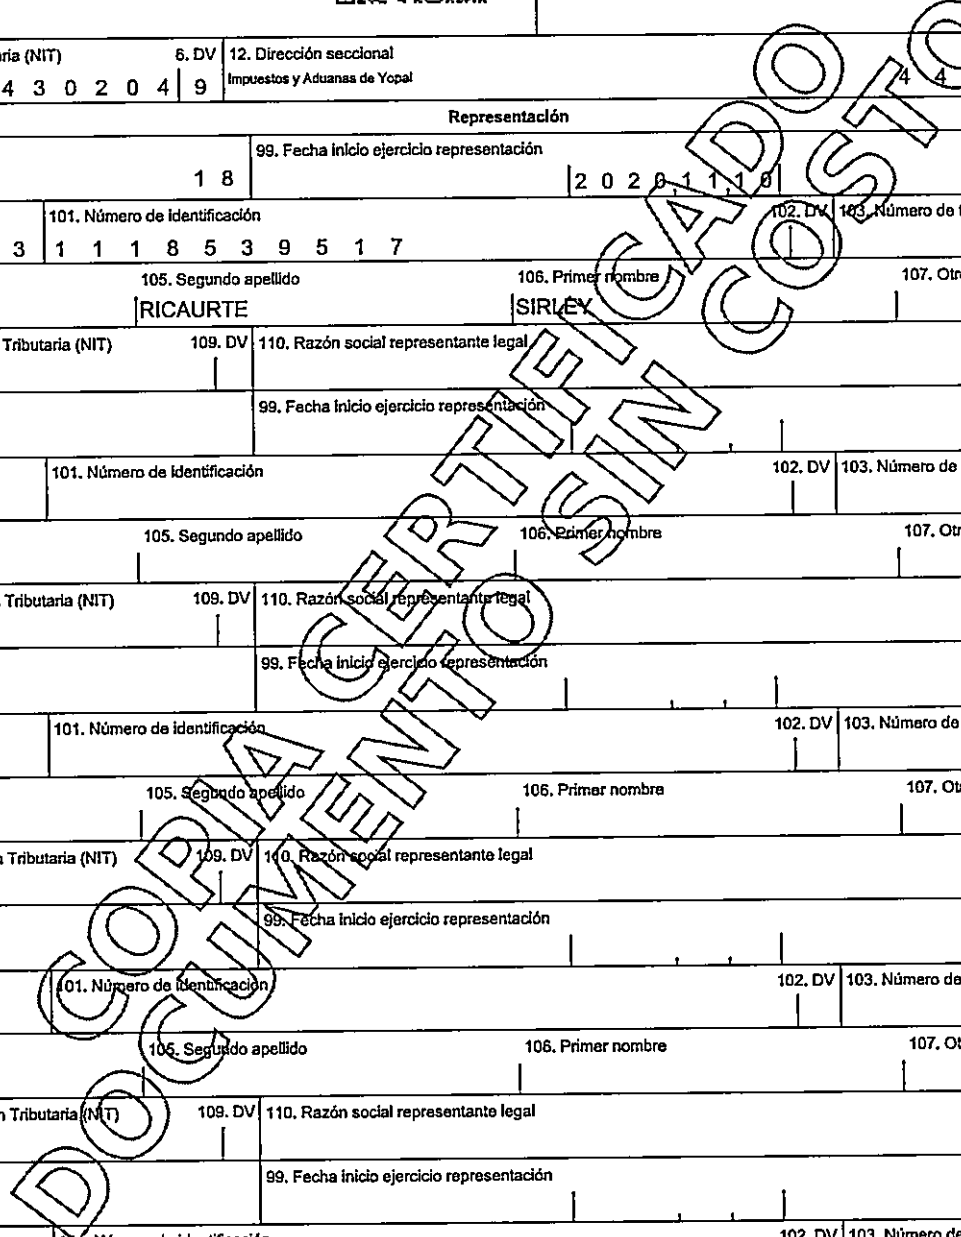 ria (NIT) 6. DV 12. Dirección seccional
4 3 0 2 0 4 9 Impuestos y Aduanas de Yopal 4 4
Representación
99. Fecha inicio ejercicio representación
1 8 2 0 2 0 1 1 1 0
101. Número de identificación 102. DV 103. Número de t
3 1 1 1 8 5 3 9 5 1 7
105. Segundo apellido 106. Primer nombre 107. Otr
RICAURTE SIRLEY
Tributaria (NIT) 109. DV 110. Razón social representante legal
99. Fecha inicio ejercicio representación
101. Número de identificación 102. DV 103. Número de
105. Segundo apellido 106. Primer nombre 107. Otr
Tributaria (NIT) 109. DV 110. Razón social representante legal
99. Fecha inicio ejercicio representación
101. Número de identificación 102. DV 103. Número de
105. Segundo apellido 106. Primer nombre 107. Otr
n Tributaria (NIT) 109. DV 110. Razón social representante legal
99. Fecha inicio ejercicio representación
101. Número de identificación 102. DV 103. Número de
105. Segundo apellido 106. Primer nombre 107. Ot
n Tributaria (NIT) 109. DV 110. Razón social representante legal
99. Fecha inicio ejercicio representación
102. DV 103. Número de
COPIA CERTIFICADO
DOCUMENTO SIN COSTO